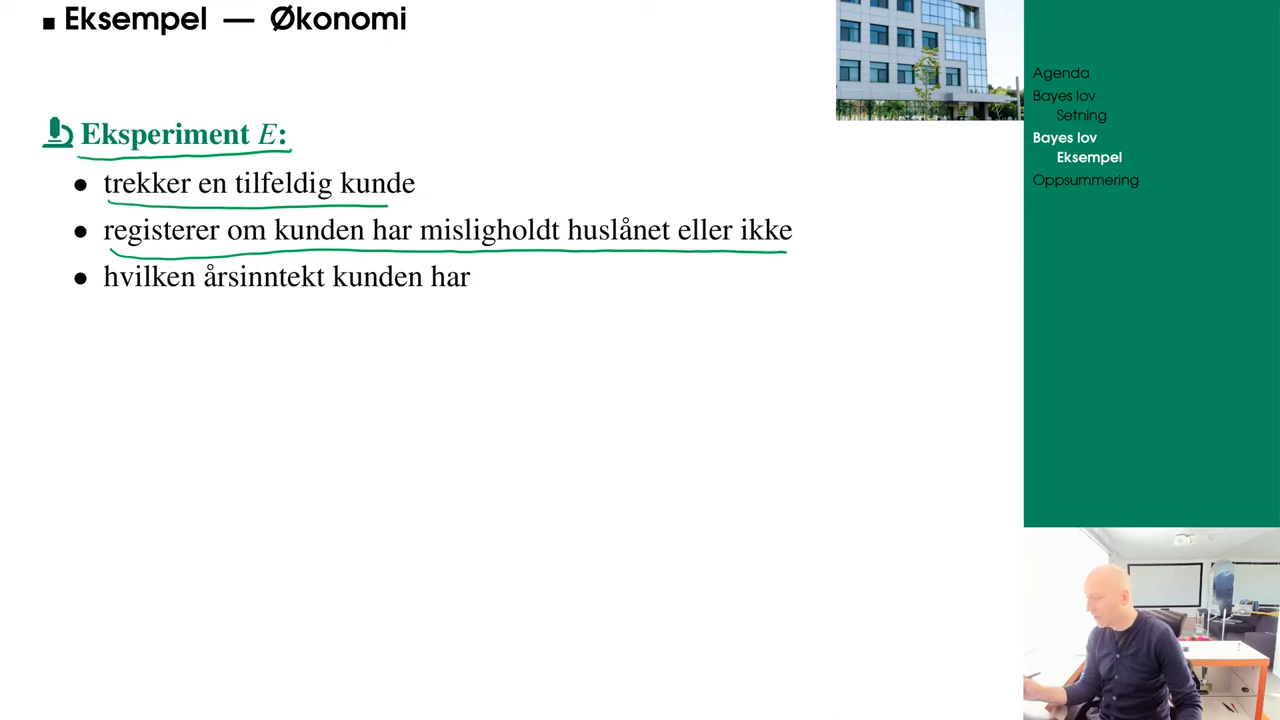 Eksempel — Økonomi
Eksperiment E:
• trekker en tilfeldig kunde
• registerer om kunden har misligholdt huslånet eller ikke
• hvilken årsinntekt kunden har
Agenda
Bayes lov
Setning
Bayes lov
Eksempel
Oppsummering